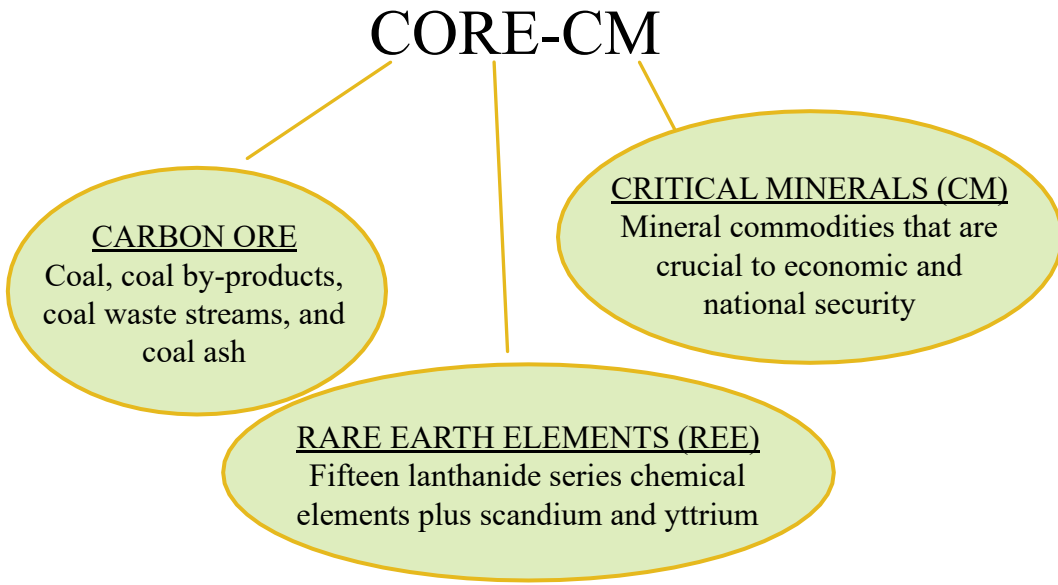 CORE-CM
CARBON ORE
Coal, coal by-products,
coal waste streams, and
coal ash
RARE EARTH ELEMENTS (REE)
Fifteen lanthanide series chemical
elements plus scandium and yttrium
CRITICAL MINERALS (CM)
Mineral commodities that are
crucial to economic and
national security